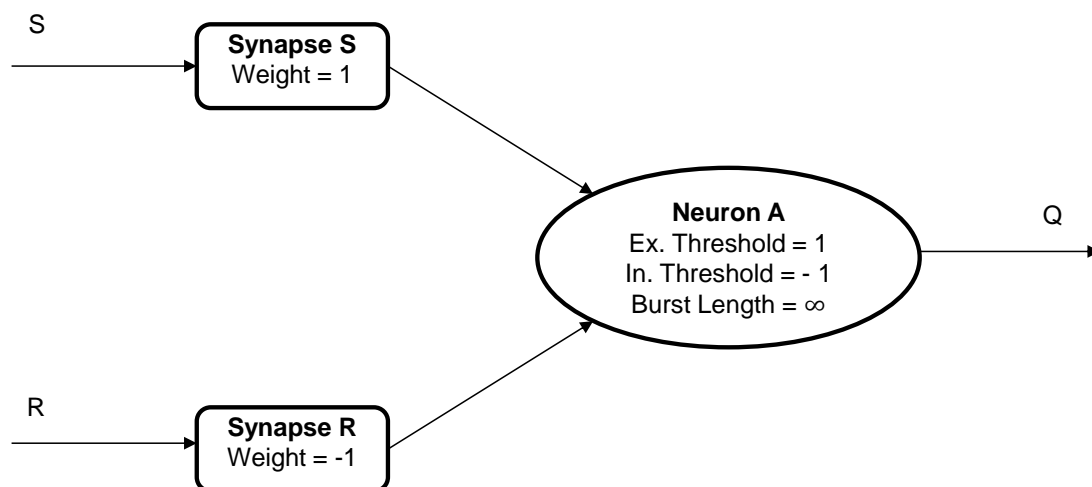 S
Synapse S
Weight = 1
Neuron A
Ex. Threshold = 1
In. Threshold = - 1
Burst Length = ∞
Q
R
Synapse R
Weight = -1